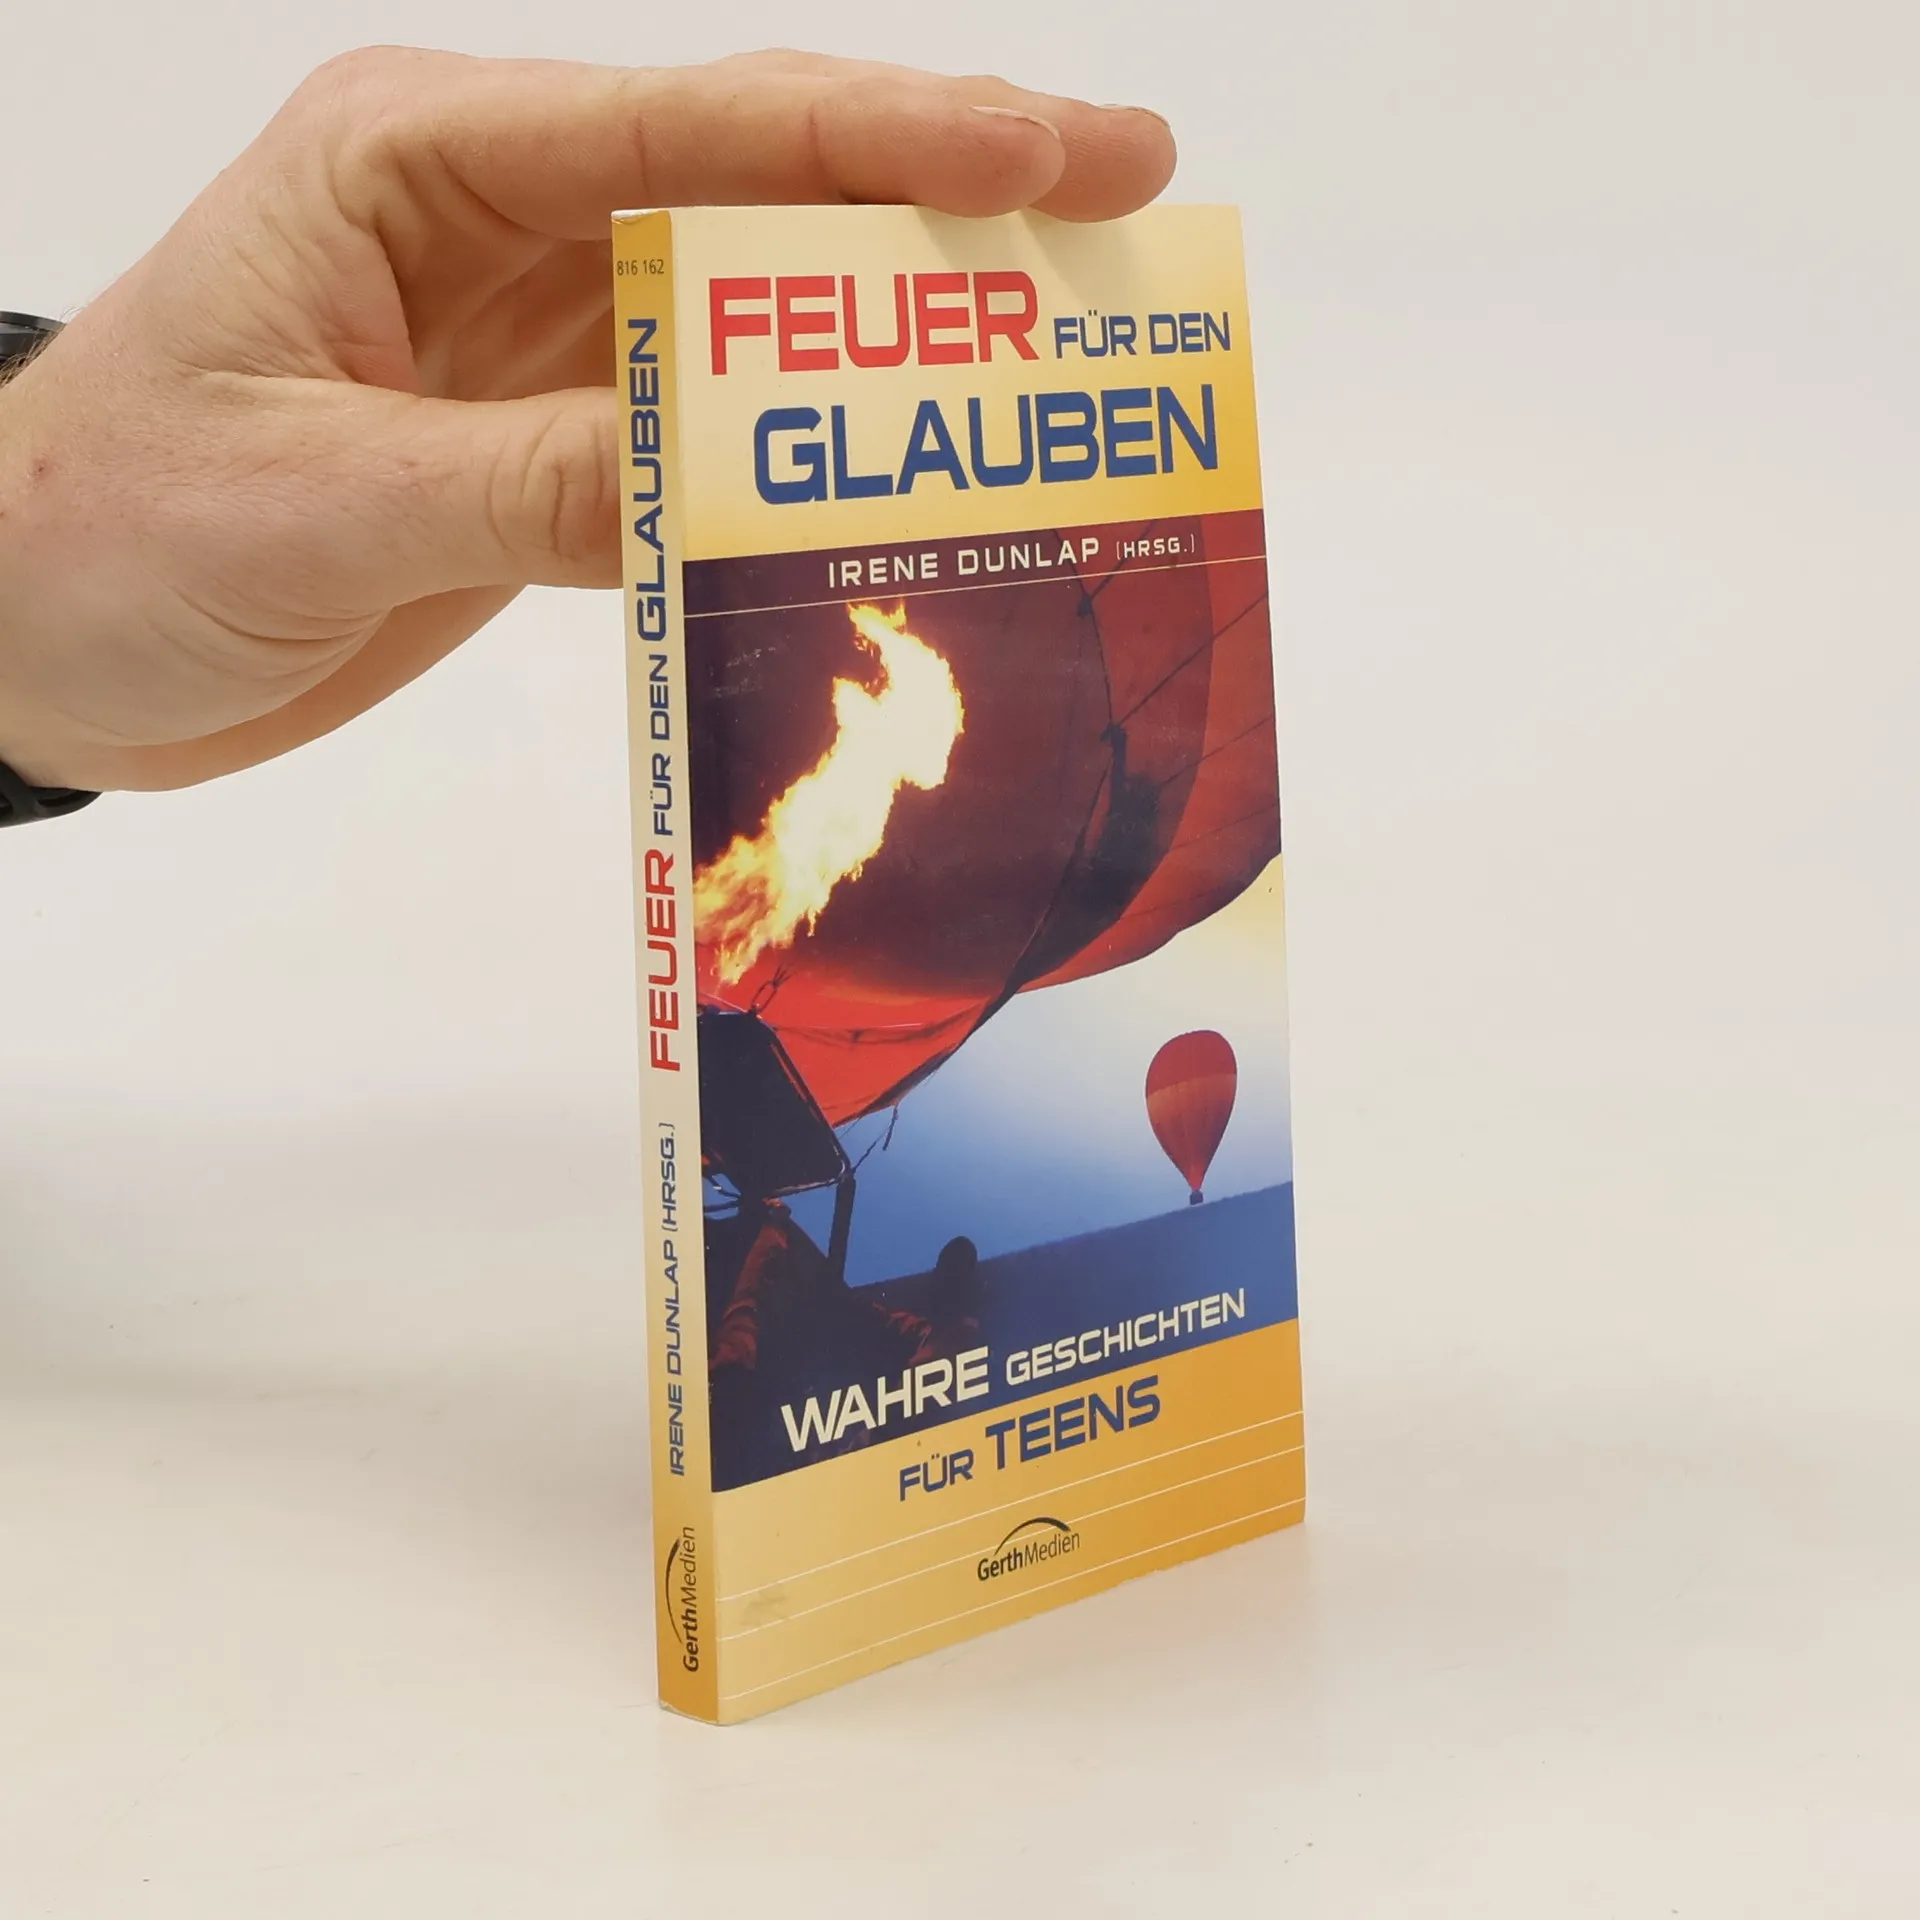 816 162
FEUER FÜR DEN GLAUBEN
IRENE DUNLAP (HRSG.)
GerthMedien
FEUER FÜR DEN
GLAUBEN
IRENE DUNLAP (HRSG.)
WAHRE GESCHICHTEN
FÜR TEENS
GerthMedien